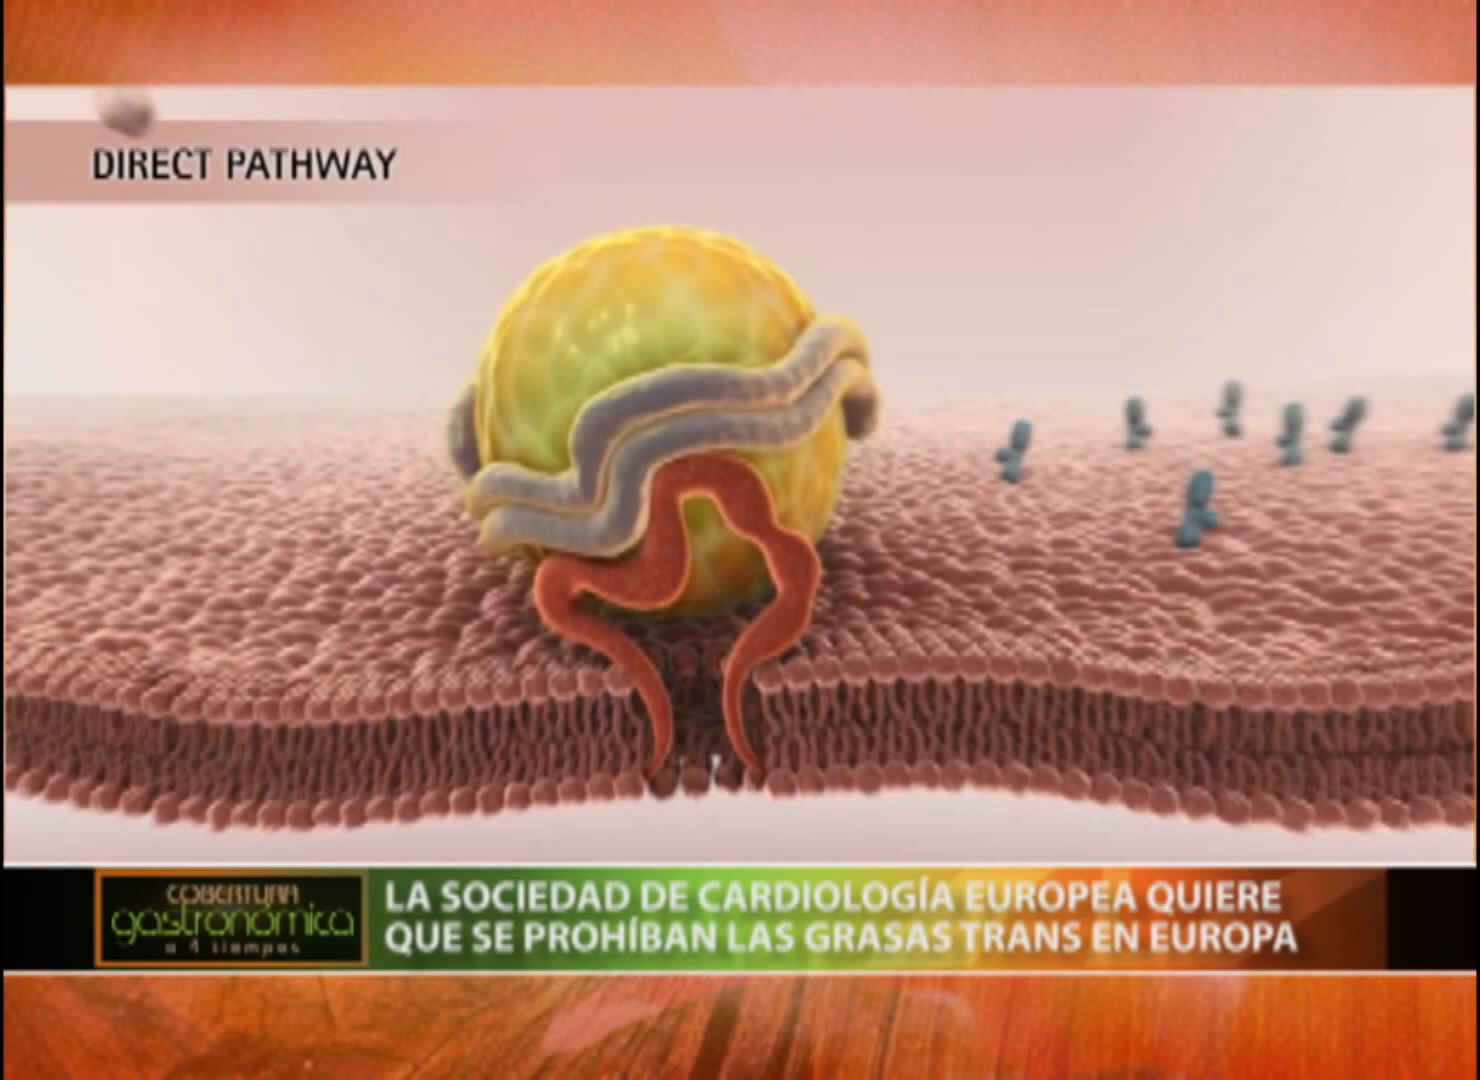 DIRECT PATHWAY
COBERTURA
gastronómica
a 4 tiempos
LA SOCIEDAD DE CARDIOLOGÍA EUROPEA QUIERE
QUE SE PROHÍBAN LAS GRASAS TRANS EN EUROPA